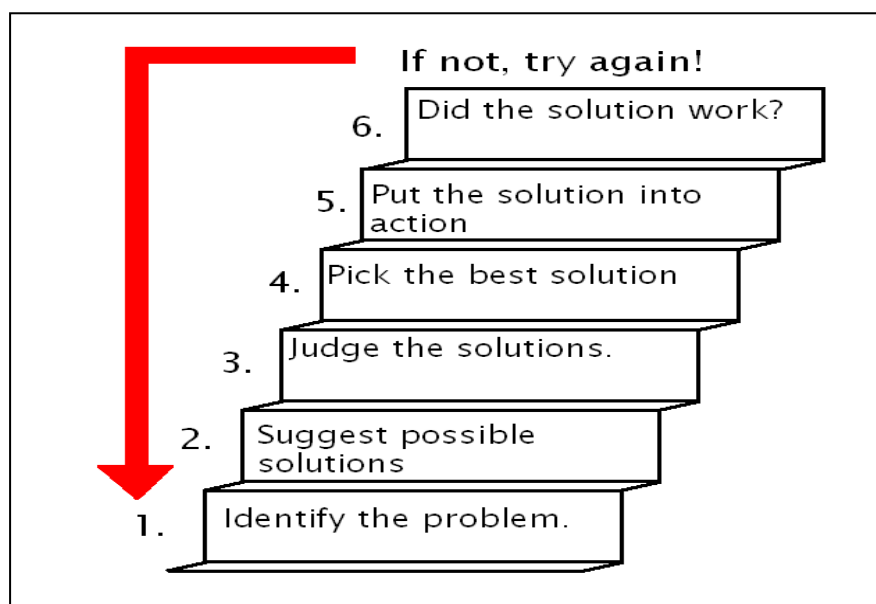 If not, try again!
6. Did the solution work?
5. Put the solution into
action
4. Pick the best solution
3. Judge the solutions.
2. Suggest possible
solutions
1. Identify the problem.